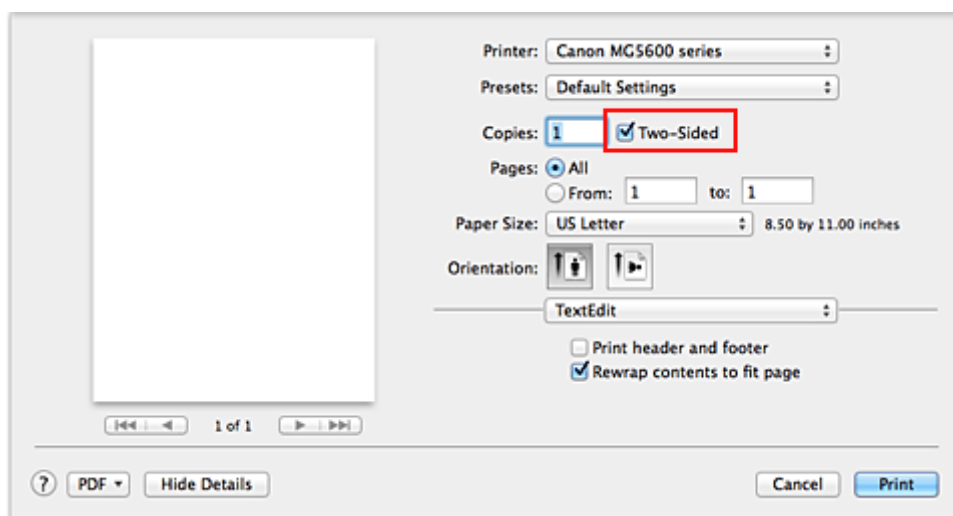 Printer: Canon MG5600 series
Presets: Default Settings
Copies: 1 Two-Sided
Pages: All
From: 1 to: 1
Paper Size: US Letter 8.50 by 11.00 inches
Orientation:
TextEdit
Print header and footer
Rewrap contents to fit page
1 of 1
? PDF Hide Details Cancel Print